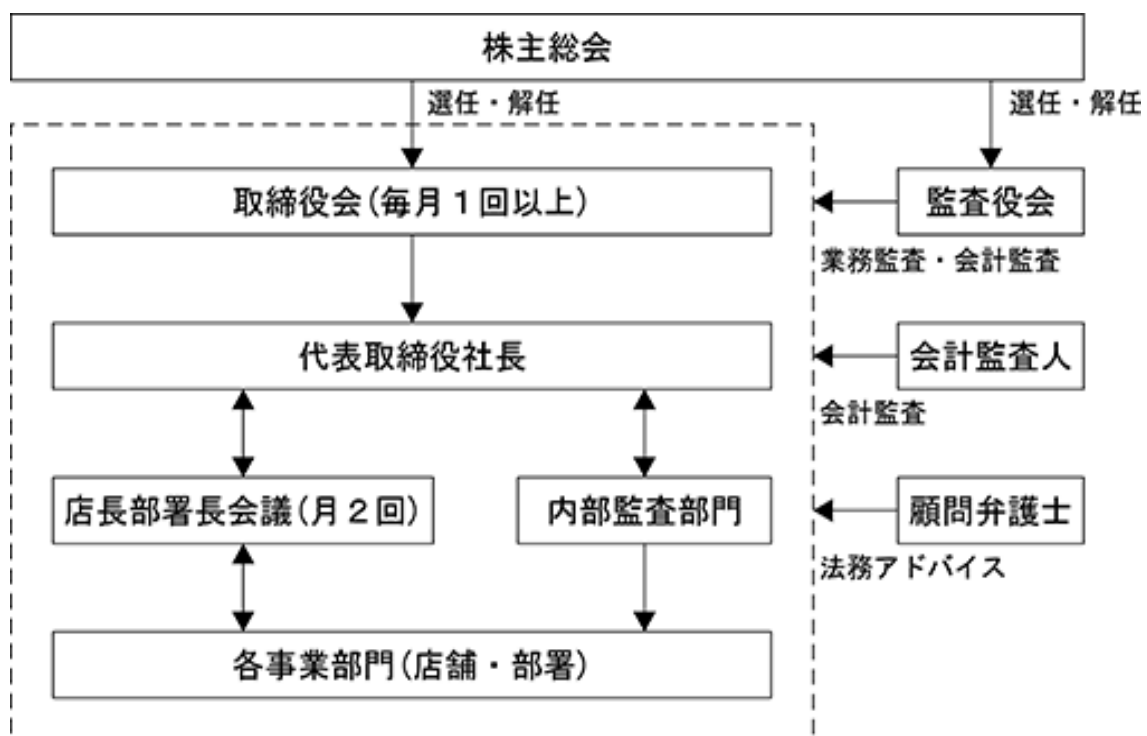 株主総会
選任・解任
選任・解任
取締役会(毎月１回以上)
監査役会
業務監査・会計監査
代表取締役社長
会計監査人
会計監査
店長部署長会議(月２回)
内部監査部門
顧問弁護士
法務アドバイス
各事業部門(店舗・部署)